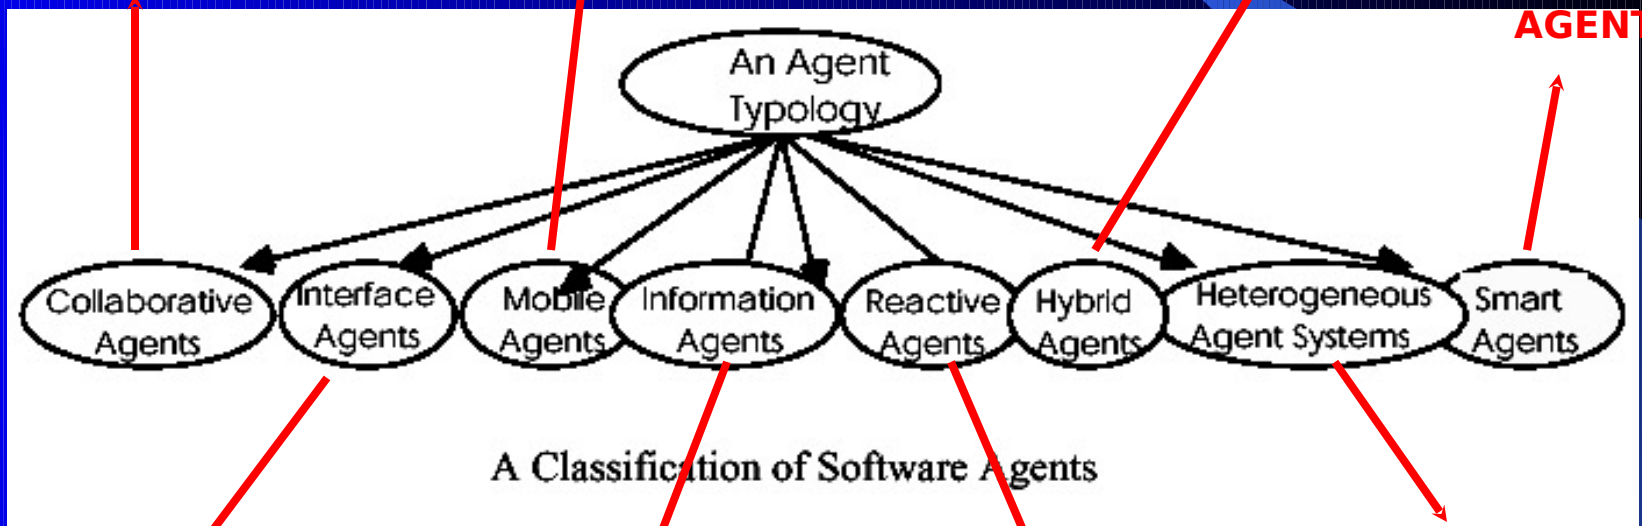 AGENT
An Agent
Typology
Collaborative
Agents
Interface
Agents
Mobile
Agents
Information
Agents
Reactive
Agents
Hybrid
Agents
Heterogeneous
Agent Systems
Smart
Agents
A Classification of Software Agents